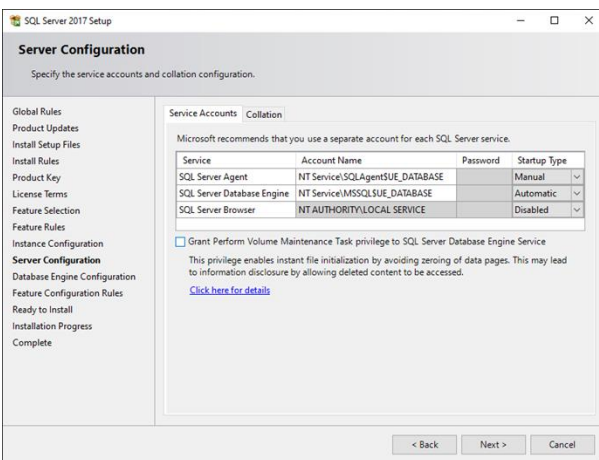 SQL Server 2017 Setup
Server Configuration
Specify the service accounts and collation configuration.
Global Rules
Product Updates
Install Setup Files
Install Rules
Product Key
License Terms
Feature Selection
Feature Rules
Instance Configuration
Server Configuration
Database Engine Configuration
Feature Configuration Rules
Ready to Install
Installation Progress
Complete
Service Accounts Collation
Microsoft recommends that you use a separate account for each SQL Server service.
Service Account Name Password Startup Type
SQL Server Agent NT Service\SQLAgent$UE_DATABASE Manual
SQL Server Database Engine NT Service\MSSQL$UE_DATABASE Automatic
SQL Server Browser NT AUTHORITY\LOCAL SERVICE Disabled
Grant Perform Volume Maintenance Task privilege to SQL Server Database Engine Service
This privilege enables instant file initialization by avoiding zeroing of data pages. This may lead
to information disclosure by allowing deleted content to be accessed.
Click here for details
< Back Next > Cancel